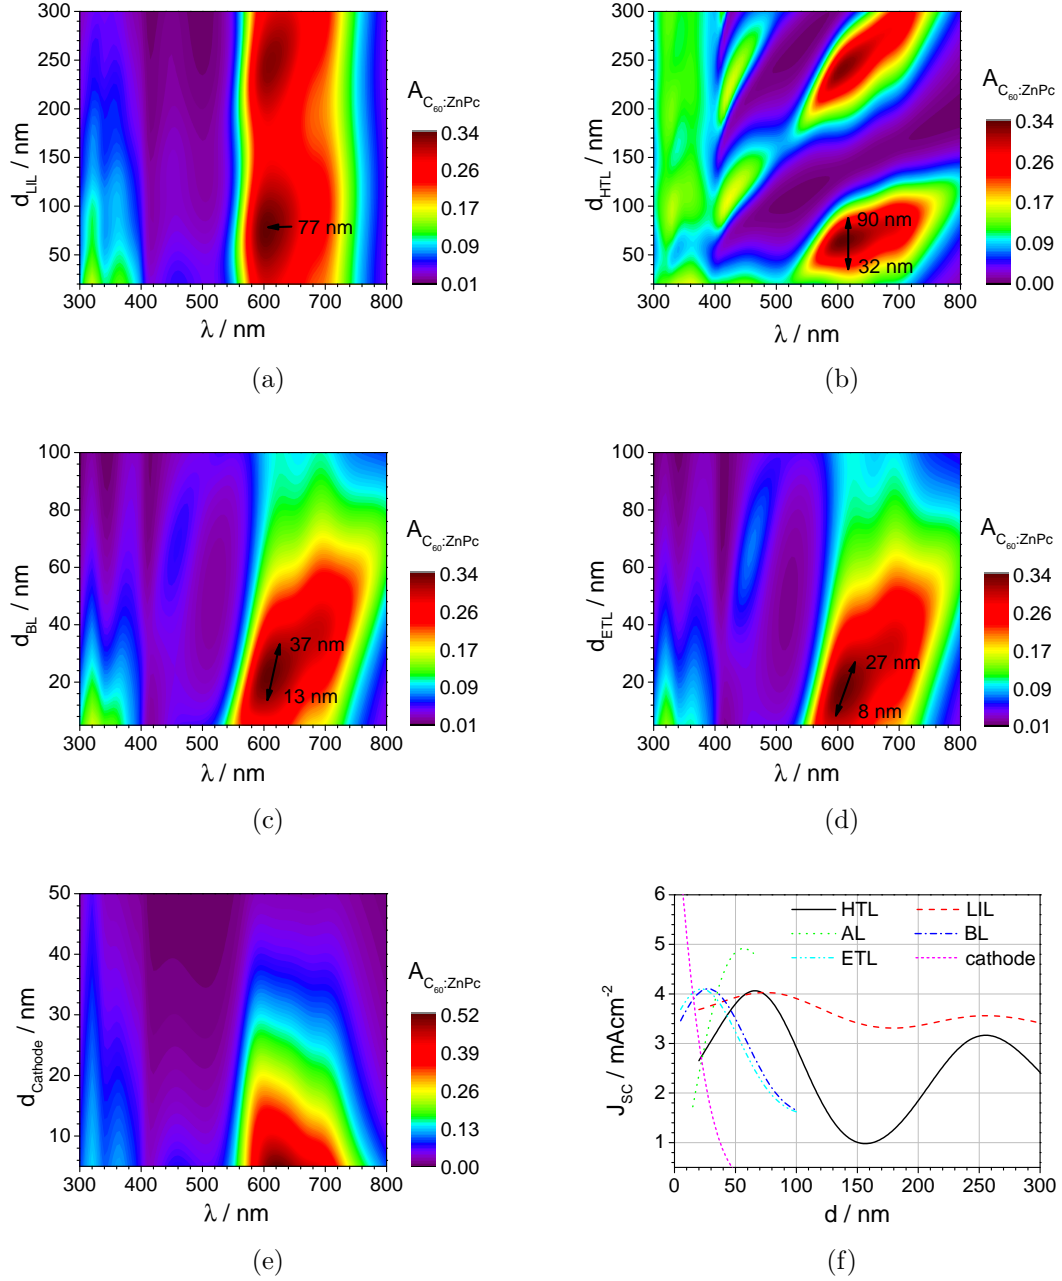 300
250
200
150
100
50
d_LIL / nm
77 nm
300 400 500 600 700 800
λ / nm
A_C60:ZnPc
0.34
0.26
0.17
0.09
0.01
(a)
300
250
200
150
100
50
d_HTL / nm
90 nm
32 nm
300 400 500 600 700 800
λ / nm
A_C60:ZnPc
0.34
0.26
0.17
0.09
0.00
(b)
100
80
60
40
20
d_BL / nm
37 nm
13 nm
300 400 500 600 700 800
λ / nm
A_C60:ZnPc
0.34
0.26
0.17
0.09
0.01
(c)
100
80
60
40
20
d_ETL / nm
27 nm
8 nm
300 400 500 600 700 800
λ / nm
A_C60:ZnPc
0.34
0.26
0.17
0.09
0.01
(d)
50
40
30
20
10
d_Cathode / nm
300 400 500 600 700 800
λ / nm
A_C60:ZnPc
0.52
0.39
0.26
0.13
0.00
(e)
6
5
4
3
2
1
J_SC / mAcm⁻²
HTL LIL
AL BL
ETL cathode
0 50 100 150 200 250 300
d / nm
(f)